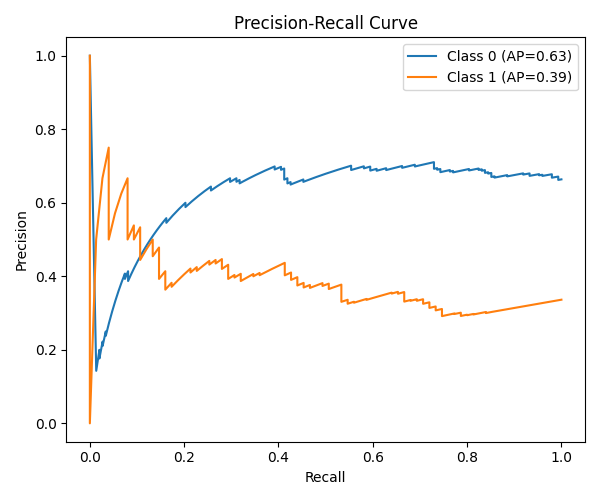 Precision-Recall Curve
Class 0 (AP=0.63)
Class 1 (AP=0.39)
Precision
1.0
0.8
0.6
0.4
0.2
0.0
0.0 0.2 0.4 0.6 0.8 1.0
Recall